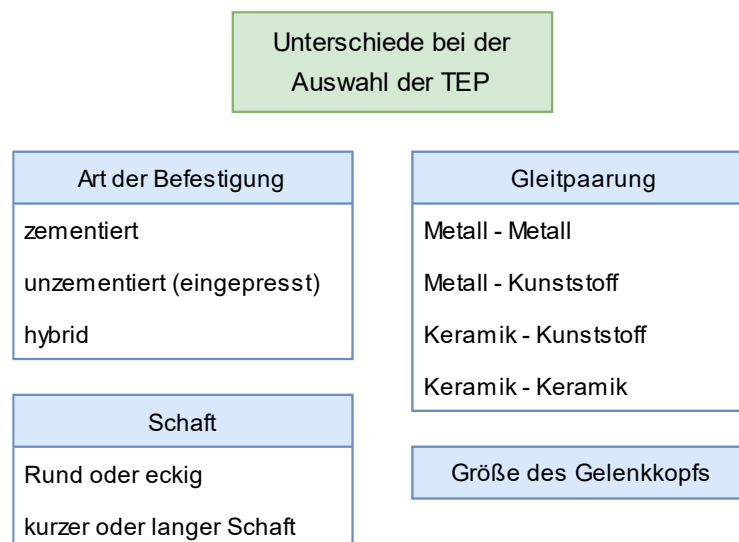 Unterschiede bei der
Auswahl der TEP
Art der Befestigung
zementiert
unzementiert (eingepresst)
hybrid
Schaft
Rund oder eckig
kurzer oder langer Schaft
Gleitpaarung
Metall - Metall
Metall - Kunststoff
Keramik - Kunststoff
Keramik - Keramik
Größe des Gelenkkopfs